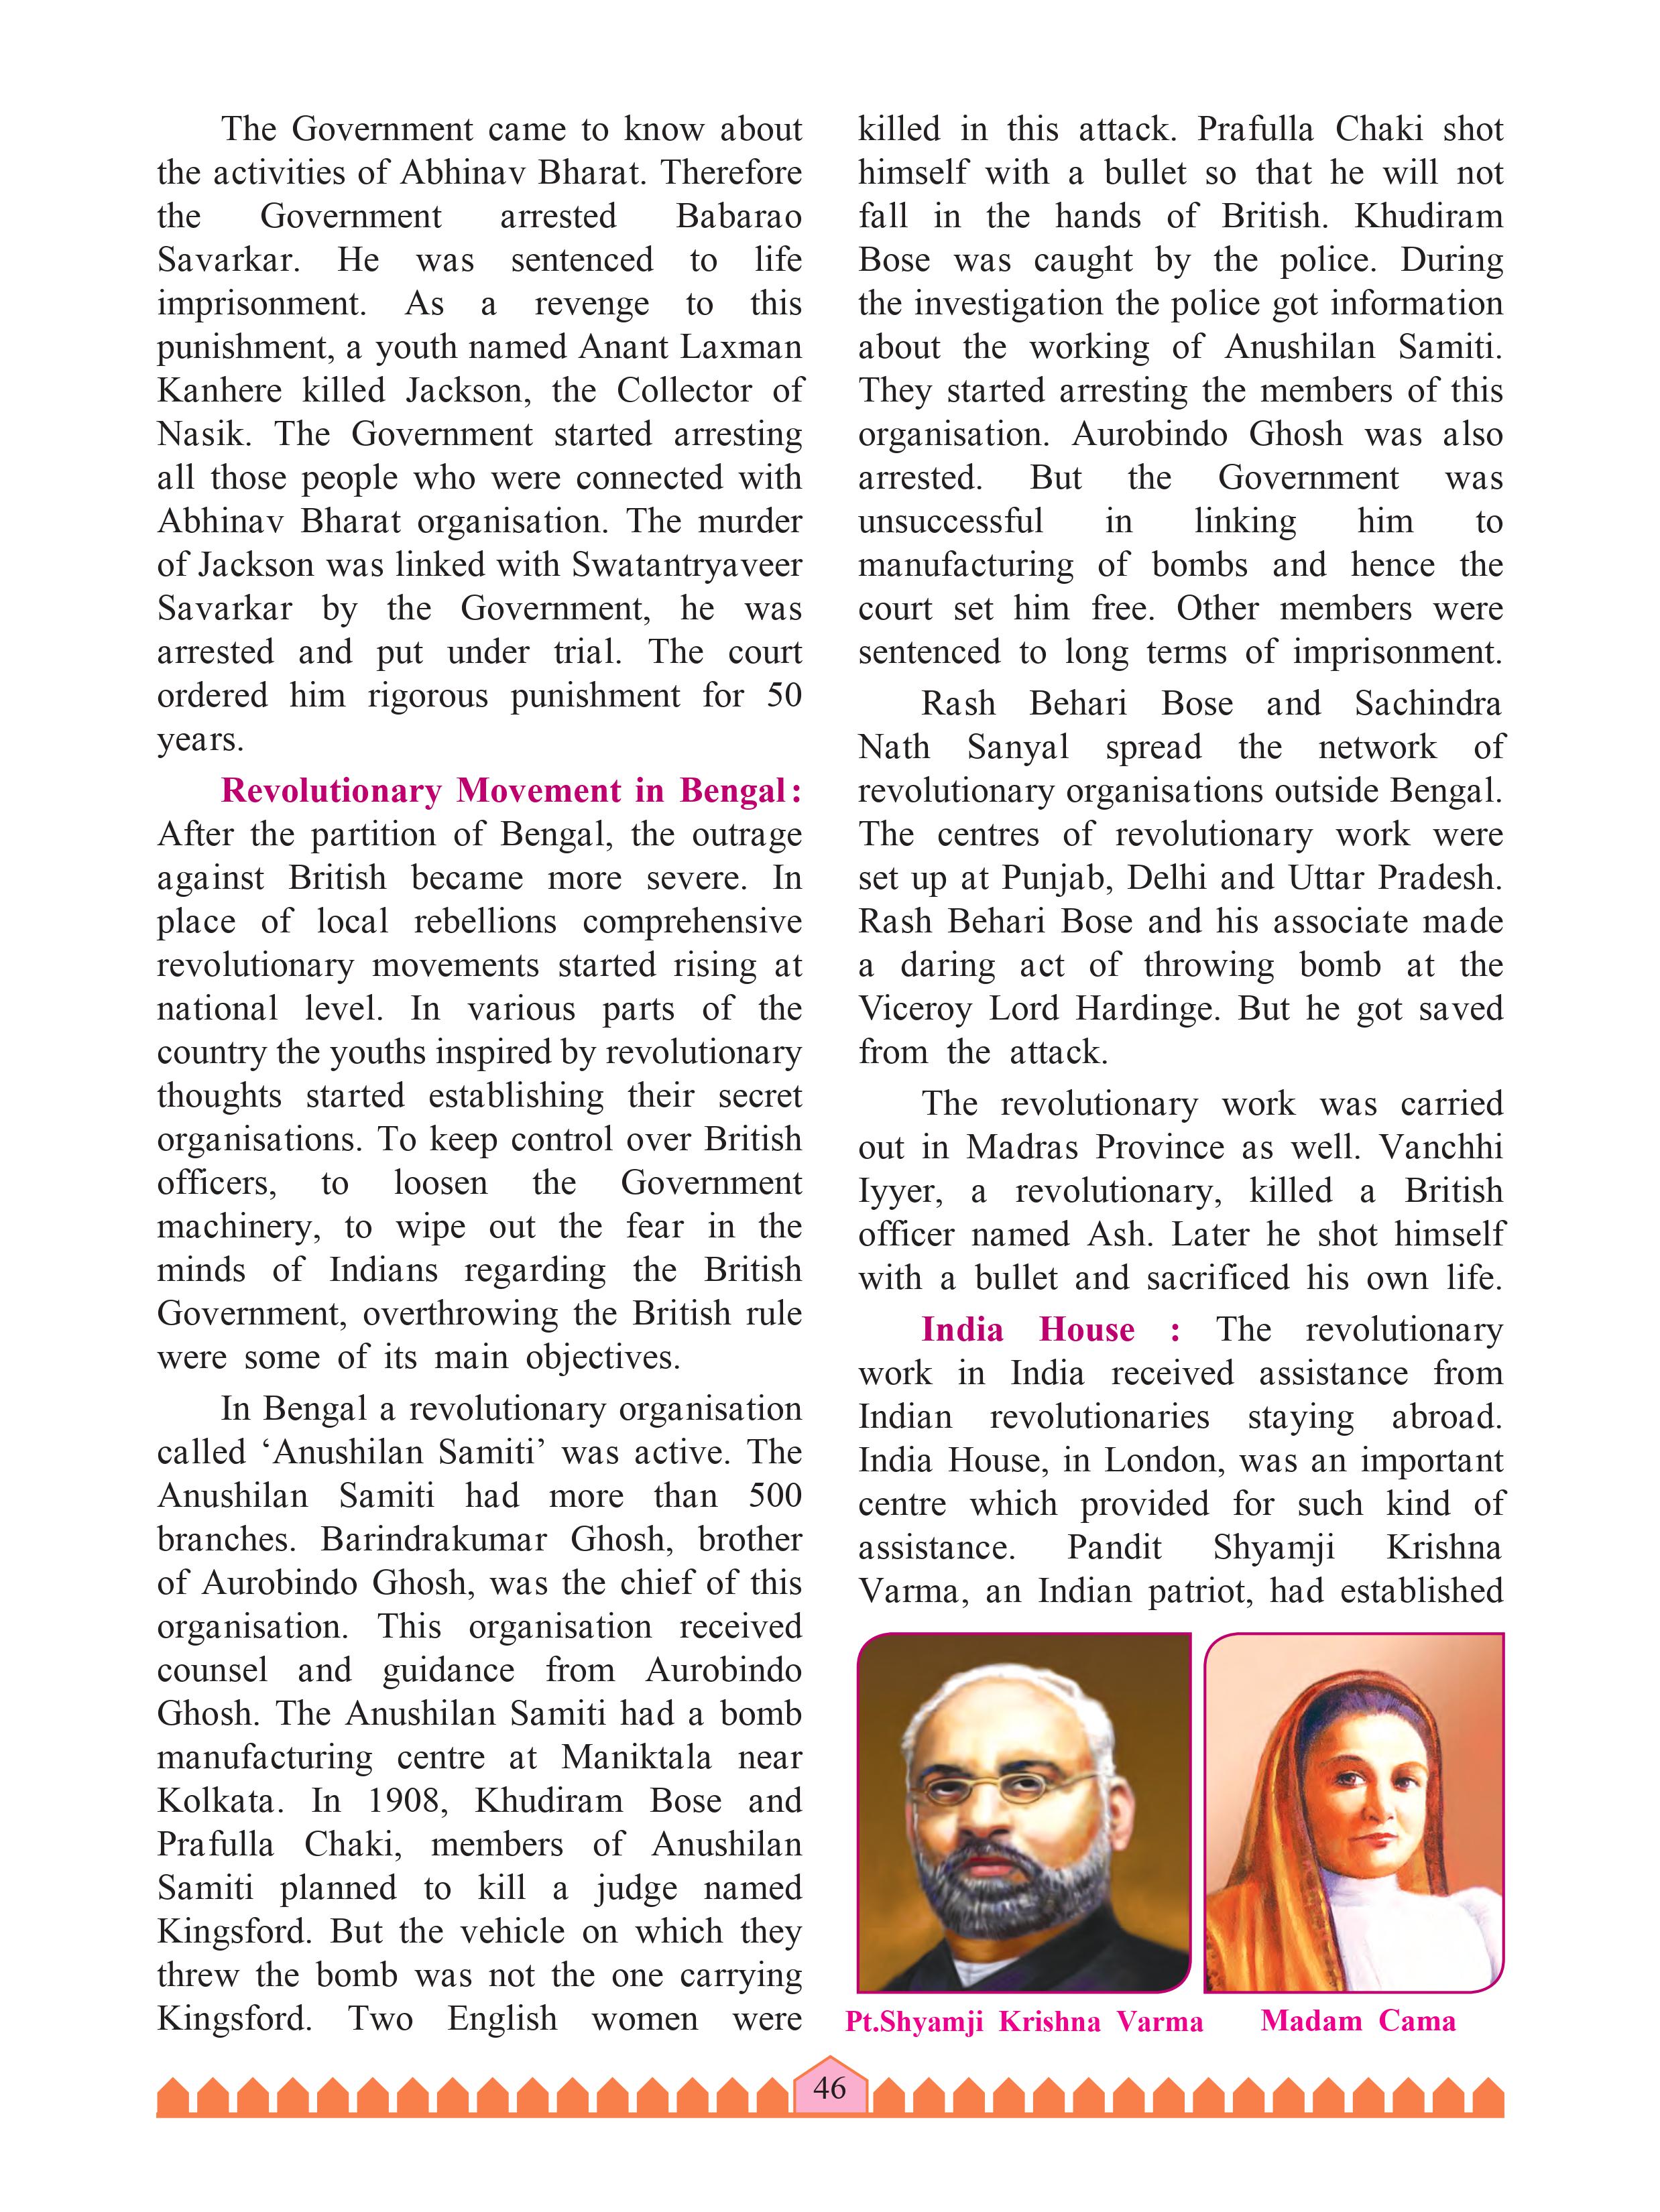 The Government came to know about
the activities of Abhinav Bharat. Therefore
the Government arrested Babarao
Savarkar. He was sentenced to life
imprisonment. As a revenge to this
punishment, a youth named Anant Laxman
Kanhere killed Jackson, the Collector of
Nasik. The Government started arresting
all those people who were connected with
Abhinav Bharat organisation. The murder
of Jackson was linked with Swatantryaveer
Savarkar by the Government, he was
arrested and put under trial. The court
ordered him rigorous punishment for 50
years.
Revolutionary Movement in Bengal :
After the partition of Bengal, the outrage
against British became more severe. In
place of local rebellions comprehensive
revolutionary movements started rising at
national level. In various parts of the
country the youths inspired by revolutionary
thoughts started establishing their secret
organisations. To keep control over British
officers, to loosen the Government
machinery, to wipe out the fear in the
minds of Indians regarding the British
Government, overthrowing the British rule
were some of its main objectives.
In Bengal a revolutionary organisation
called ‘Anushilan Samiti’ was active. The
Anushilan Samiti had more than 500
branches. Barindrakumar Ghosh, brother
of Aurobindo Ghosh, was the chief of this
organisation. This organisation received
counsel and guidance from Aurobindo
Ghosh. The Anushilan Samiti had a bomb
manufacturing centre at Maniktala near
Kolkata. In 1908, Khudiram Bose and
Prafulla Chaki, members of Anushilan
Samiti planned to kill a judge named
Kingsford. But the vehicle on which they
threw the bomb was not the one carrying
Kingsford. Two English women were
killed in this attack. Prafulla Chaki shot
himself with a bullet so that he will not
fall in the hands of British. Khudiram
Bose was caught by the police. During
the investigation the police got information
about the working of Anushilan Samiti.
They started arresting the members of this
organisation. Aurobindo Ghosh was also
arrested. But the Government was
unsuccessful in linking him to
manufacturing of bombs and hence the
court set him free. Other members were
sentenced to long terms of imprisonment.
Rash Behari Bose and Sachindra
Nath Sanyal spread the network of
revolutionary organisations outside Bengal.
The centres of revolutionary work were
set up at Punjab, Delhi and Uttar Pradesh.
Rash Behari Bose and his associate made
a daring act of throwing bomb at the
Viceroy Lord Hardinge. But he got saved
from the attack.
The revolutionary work was carried
out in Madras Province as well. Vanchhi
Iyyer, a revolutionary, killed a British
officer named Ash. Later he shot himself
with a bullet and sacrificed his own life.
India House : The revolutionary
work in India received assistance from
Indian revolutionaries staying abroad.
India House, in London, was an important
centre which provided for such kind of
assistance. Pandit Shyamji Krishna
Varma, an Indian patriot, had established
Pt.Shyamji Krishna Varma
Madam Cama
46